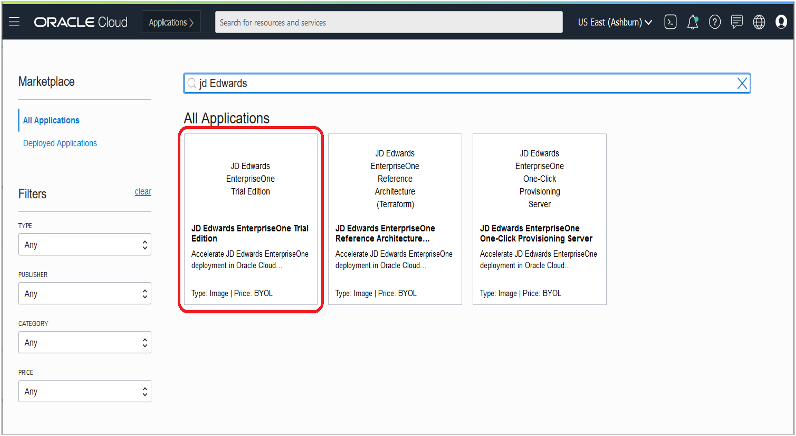 ORACLE Cloud
Applications
Search for resources and services
US East (Ashburn)
Marketplace
All Applications
Deployed Applications
Filters
clear
TYPE
Any
PUBLISHER
Any
CATEGORY
Any
PRICE
Any
jd Edwards
All Applications
JD Edwards
EnterpriseOne
Trial Edition
JD Edwards EnterpriseOne Trial
Edition
Accelerate JD Edwards EnterpriseOne
deployment in Oracle Cloud...
Type: Image | Price: BYOL
JD Edwards
EnterpriseOne
Reference
Architecture
(Terraform)
JD Edwards EnterpriseOne
Reference Architecture...
Accelerate JD Edwards EnterpriseOne
deployment in Oracle Cloud...
Type: Image | Price: BYOL
JD Edwards
EnterpriseOne
One-Click
Provisioning
Server
JD Edwards EnterpriseOne
One-Click Provisioning Server
Accelerate JD Edwards EnterpriseOne
deployment in Oracle Cloud...
Type: Image | Price: BYOL